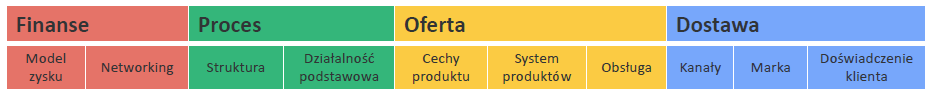 Finanse
Proces
Oferta
Dostawa
Model
zysku
Networking
Struktura
Działalność
podstawowa
Cechy
produktu
System
produktów
Obsługa
Kanały
Marka
Doświadczenie
klienta